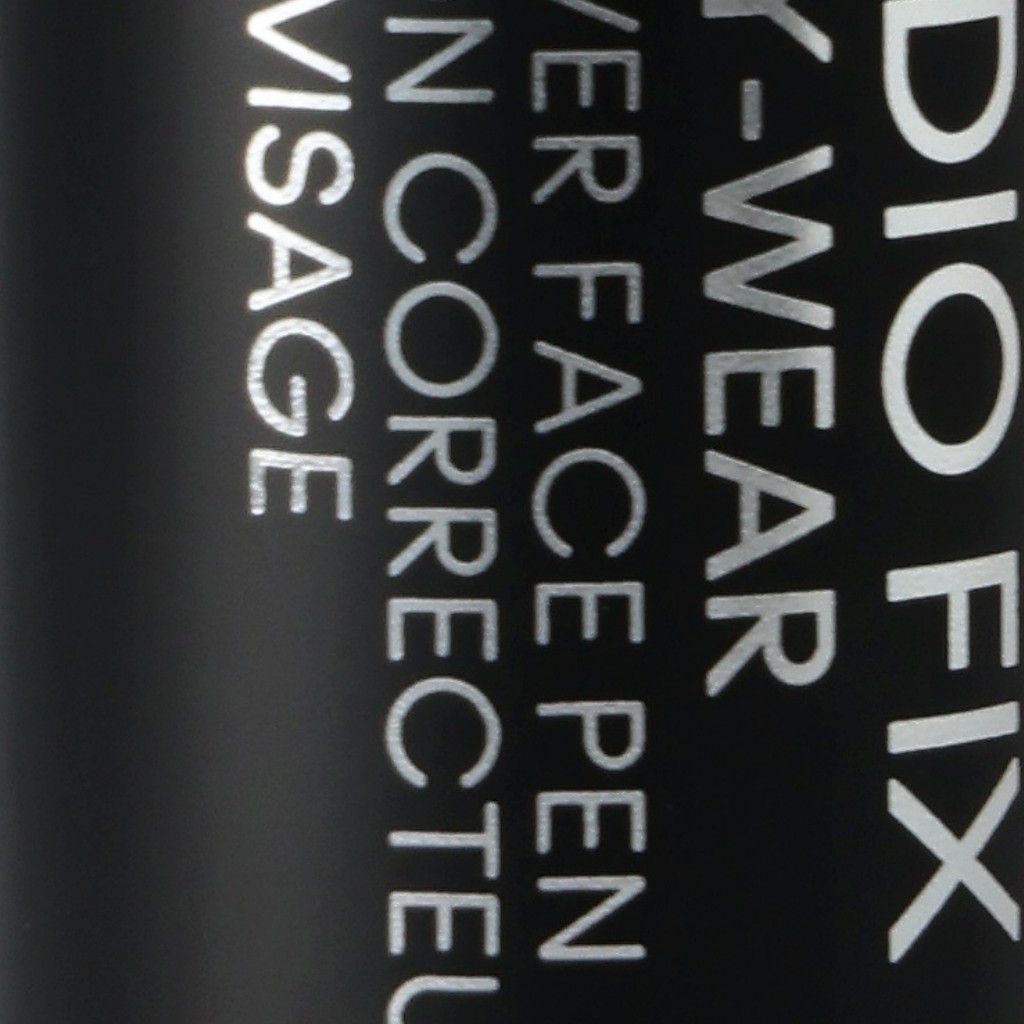 DIO FIX
Y-WEAR
VER FACE PEN
N CORRECTEU
VISAGE